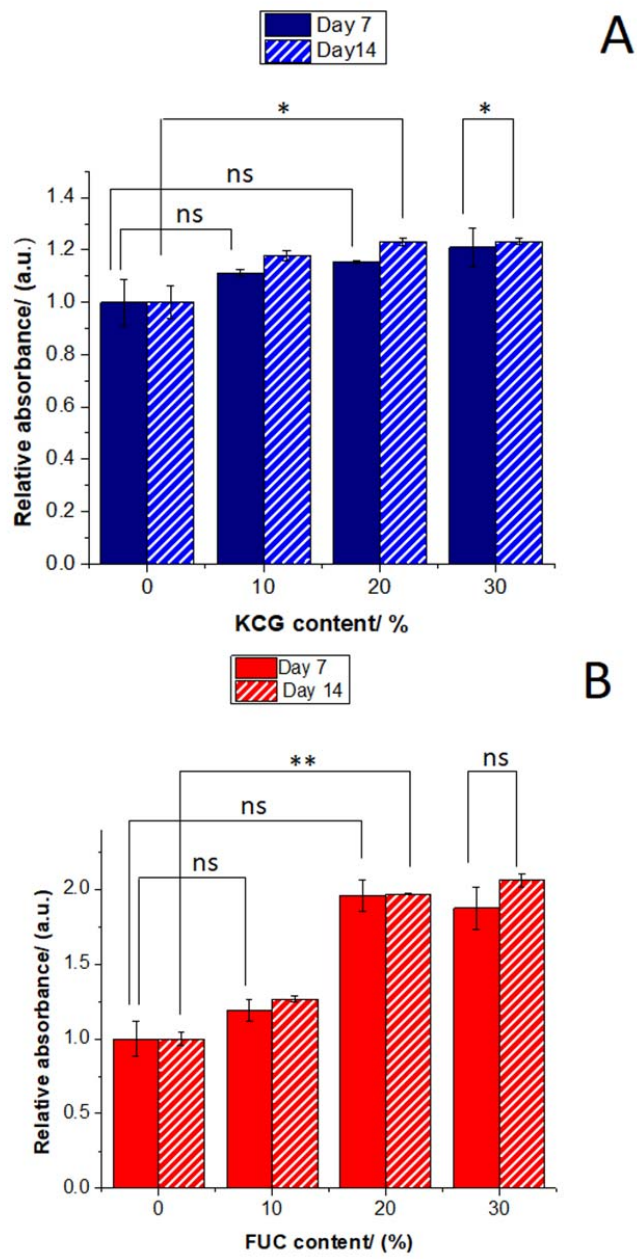 Day 7
Day14
A
*
*
ns
ns
1.4
1.2
1.0
0.8
0.6
0.4
0.2
0.0
Relative absorbance/ (a.u.)
0 10 20 30
KCG content/ %
Day 7
Day 14
B
**
ns
ns
ns
2.0
1.5
1.0
0.5
0.0
Relative absorbance/ (a.u.)
0 10 20 30
FUC content/ (%)